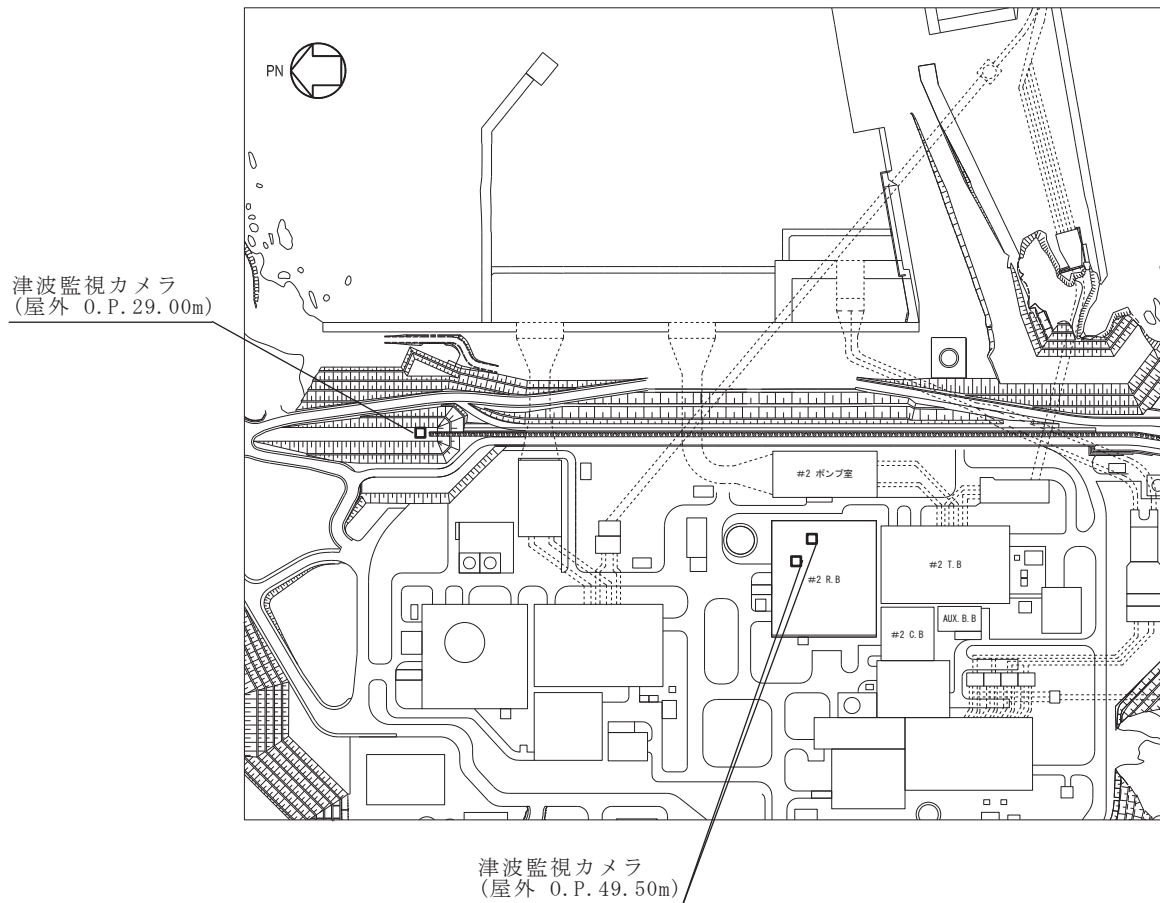 PN
津波監視カメラ
(屋外 O.P.29.00m)
#2 ポンプ室
#2 R.B
#2 T.B
#2 C.B
AUX.B.B
津波監視カメラ
(屋外 O.P.49.50m)